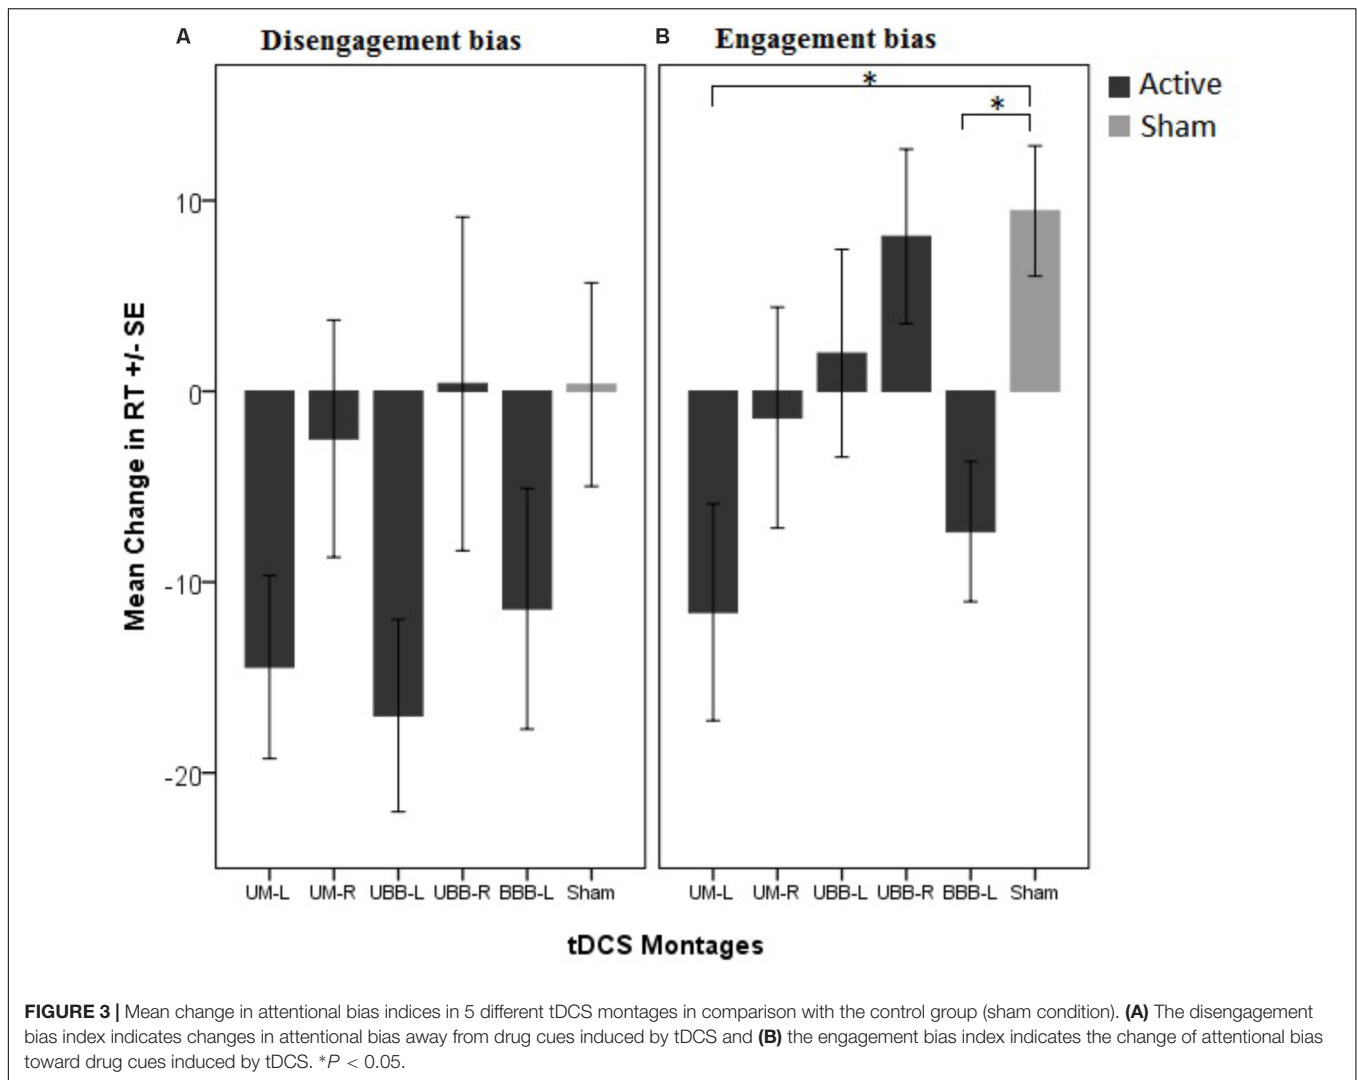 A Disengagement bias
B Engagement bias
Active
Sham
*
*
Mean Change in RT +/- SE
10
0
-10
-20
UM-L UM-R UBB-L UBB-R BBB-L Sham
UM-L UM-R UBB-L UBB-R BBB-L Sham
tDCS Montages
FIGURE 3 | Mean change in attentional bias indices in 5 different tDCS montages in comparison with the control group (sham condition). (A) The disengagement
bias index indicates changes in attentional bias away from drug cues induced by tDCS and (B) the engagement bias index indicates the change of attentional bias
toward drug cues induced by tDCS. *P < 0.05.